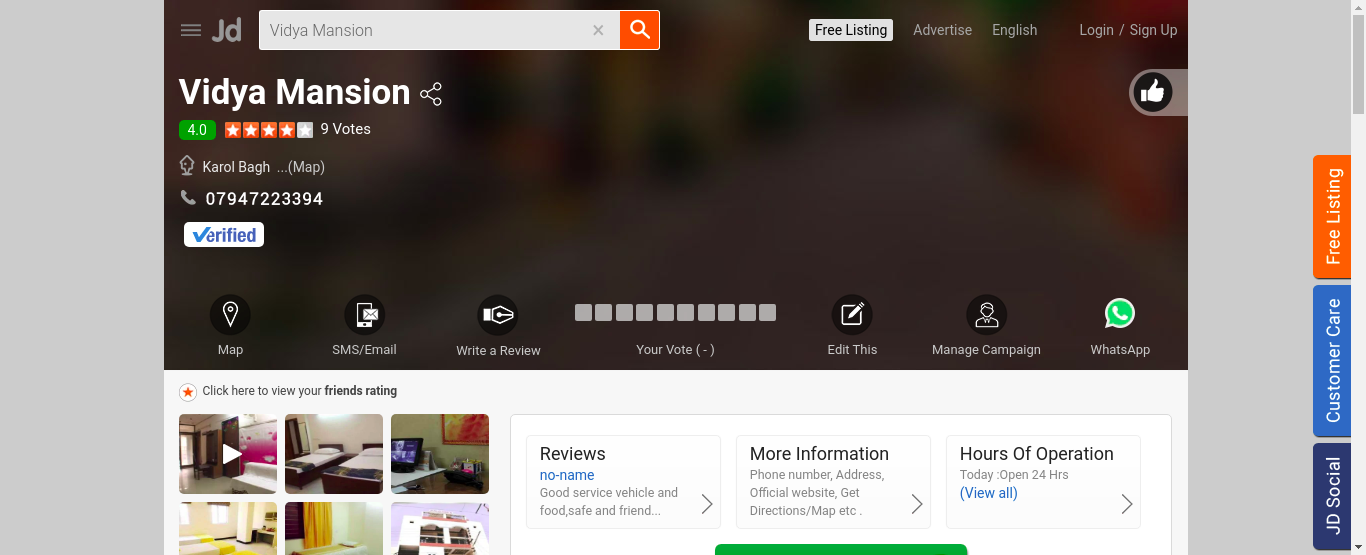 Jd
Vidya Mansion
Free Listing
Advertise
English
Login / Sign Up
Vidya Mansion
4.0
9 Votes
Karol Bagh ...(Map)
07947223394
Verified
Map
SMS/Email
Write a Review
Your Vote ( - )
Edit This
Manage Campaign
WhatsApp
Click here to view your friends rating
Reviews
no-name
Good service vehicle and
food,safe and friend...
More Information
Phone number, Address,
Official website, Get
Directions/Map etc .
Hours Of Operation
Today :Open 24 Hrs
(View all)
Free Listing
Customer Care
JD Social